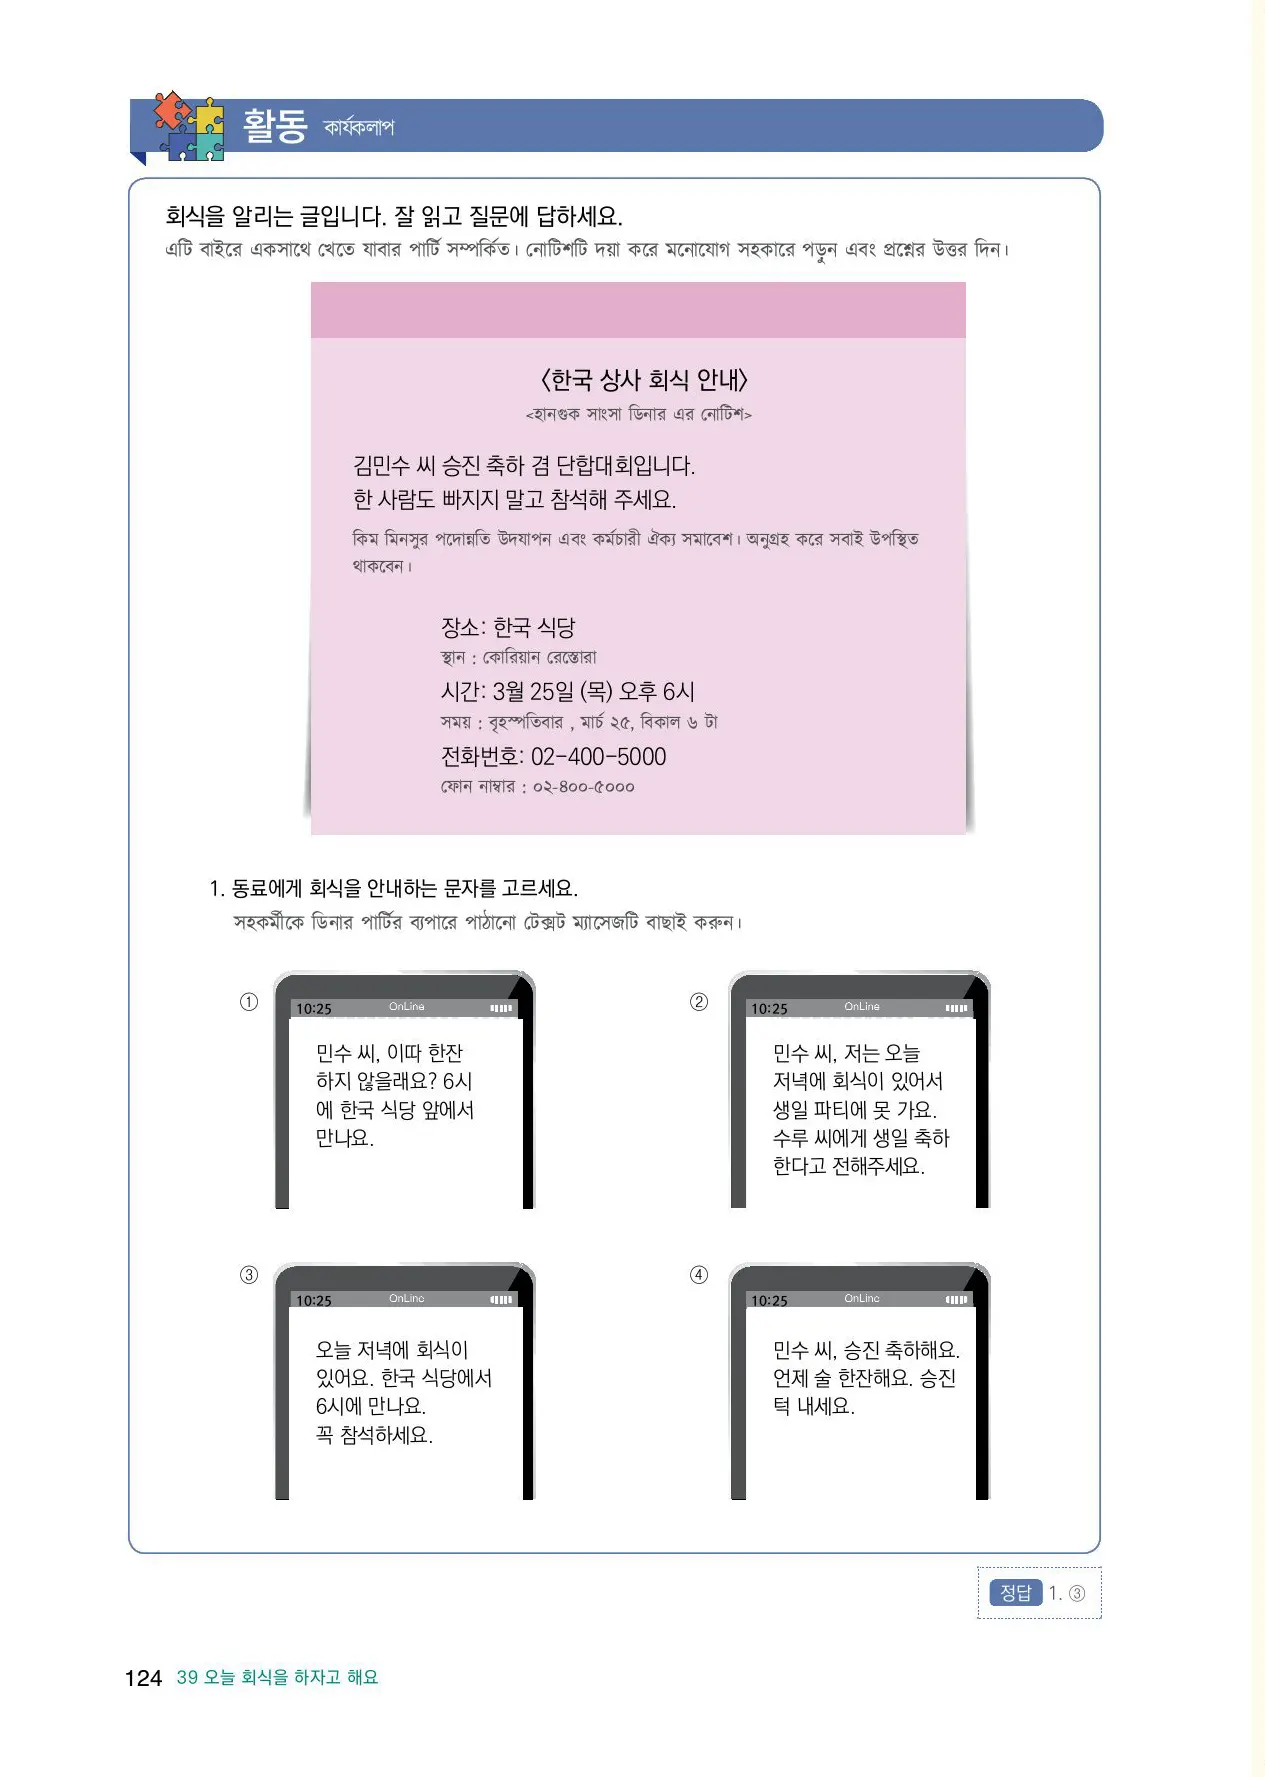 활동 কার্যকলাপ
회식을 알리는 글입니다. 잘 읽고 질문에 답하세요.
এটি বাইরে একসাথে খেতে যাবার পার্টি সম্পর্কিত। নোটিশটি দয়া করে মনোযোগ সহকারে পড়ুন এবং প্রশ্নের উত্তর দিন।
〈한국 상사 회식 안내〉
<হানগুক সাংসা ডিনার এর নোটিশ>
김민수 씨 승진 축하 겸 단합대회입니다.
한 사람도 빠지지 말고 참석해 주세요.
কিম মিনসুর পদোন্নতি উদযাপন এবং কর্মচারী ঐক্য সমাবেশ। অনুগ্রহ করে সবাই উপস্থিত
থাকবেন।
장소: 한국 식당
স্থান : কোরিয়ান রেস্তোরা
시간: 3월 25일 (목) 오후 6시
সময় : বৃহস্পতিবার , মার্চ ২৫, বিকাল ৬ টা
전화번호: 02-400-5000
ফোন নাম্বার : ০২-৪০০-৫০০০
1. 동료에게 회식을 안내하는 문자를 고르세요.
সহকর্মীকে ডিনার পার্টির ব্যপারে পাঠানো টেক্সট ম্যাসেজটি বাছাই করুন।
①
10:25 OnLine
민수 씨, 이따 한잔
하지 않을래요? 6시
에 한국 식당 앞에서
만나요.
②
10:25 OnLine
민수 씨, 저는 오늘
저녁에 회식이 있어서
생일 파티에 못 가요.
수루 씨에게 생일 축하
한다고 전해주세요.
③
10:25 OnLine
오늘 저녁에 회식이
있어요. 한국 식당에서
6시에 만나요.
꼭 참석하세요.
④
10:25 OnLine
민수 씨, 승진 축하해요.
언제 술 한잔해요. 승진
턱 내세요.
정답 1. ③
124 39 오늘 회식을 하자고 해요